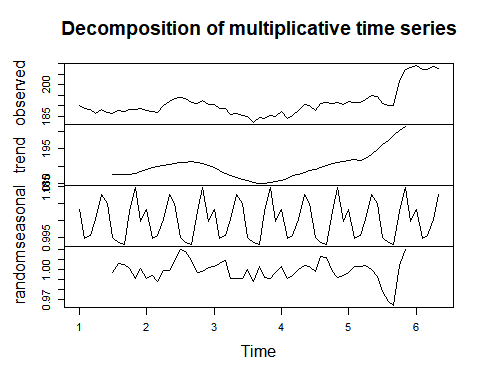 Decomposition of multiplicative time series
observed
200
185
trend
195
seasonal
0.995
random
1.00
0.97
1 2 3 4 5 6
Time